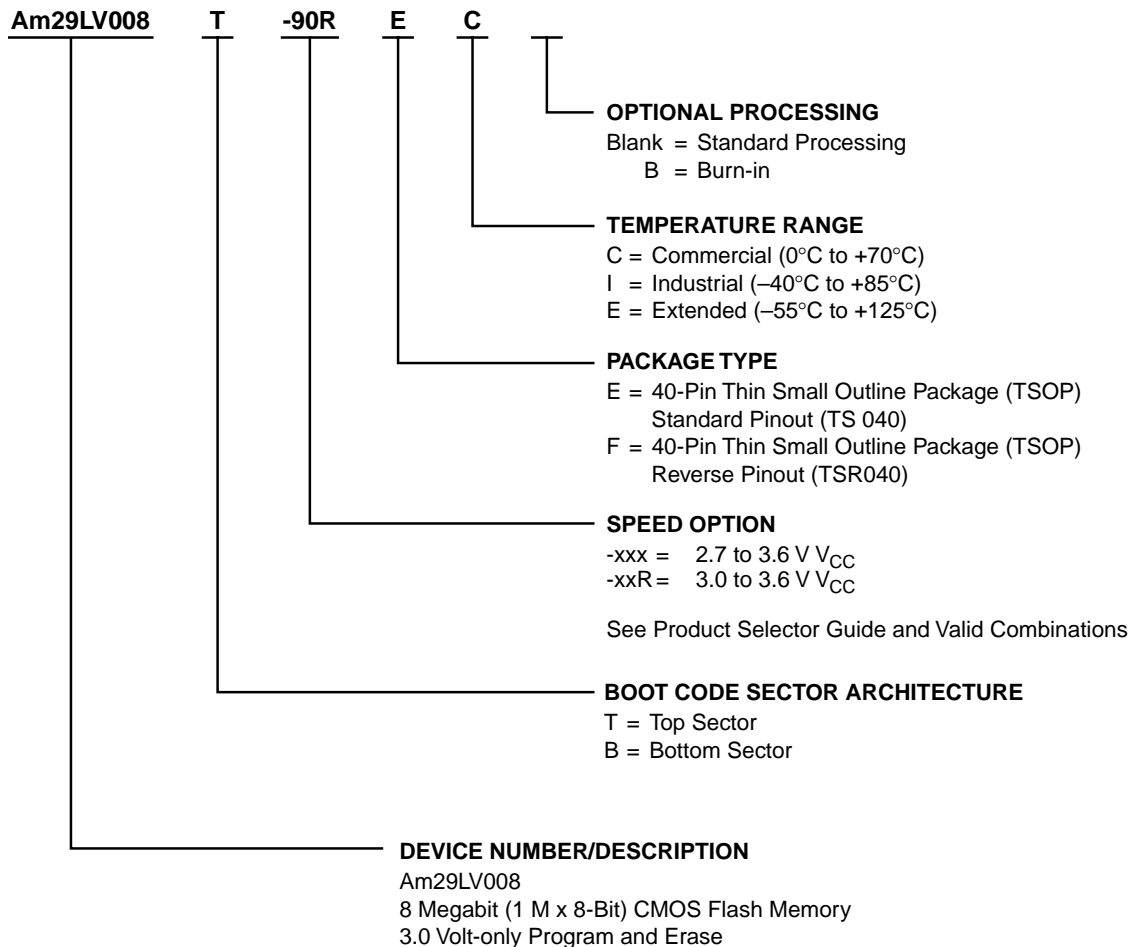 Am29LV008 T -90R E C
OPTIONAL PROCESSING
Blank = Standard Processing
B = Burn-in
TEMPERATURE RANGE
C = Commercial (0°C to +70°C)
I = Industrial (–40°C to +85°C)
E = Extended (–55°C to +125°C)
PACKAGE TYPE
E = 40-Pin Thin Small Outline Package (TSOP)
Standard Pinout (TS 040)
F = 40-Pin Thin Small Outline Package (TSOP)
Reverse Pinout (TSR040)
SPEED OPTION
-xxx = 2.7 to 3.6 V VCC
-xxR = 3.0 to 3.6 V VCC
See Product Selector Guide and Valid Combinations
BOOT CODE SECTOR ARCHITECTURE
T = Top Sector
B = Bottom Sector
DEVICE NUMBER/DESCRIPTION
Am29LV008
8 Megabit (1 M x 8-Bit) CMOS Flash Memory
3.0 Volt-only Program and Erase